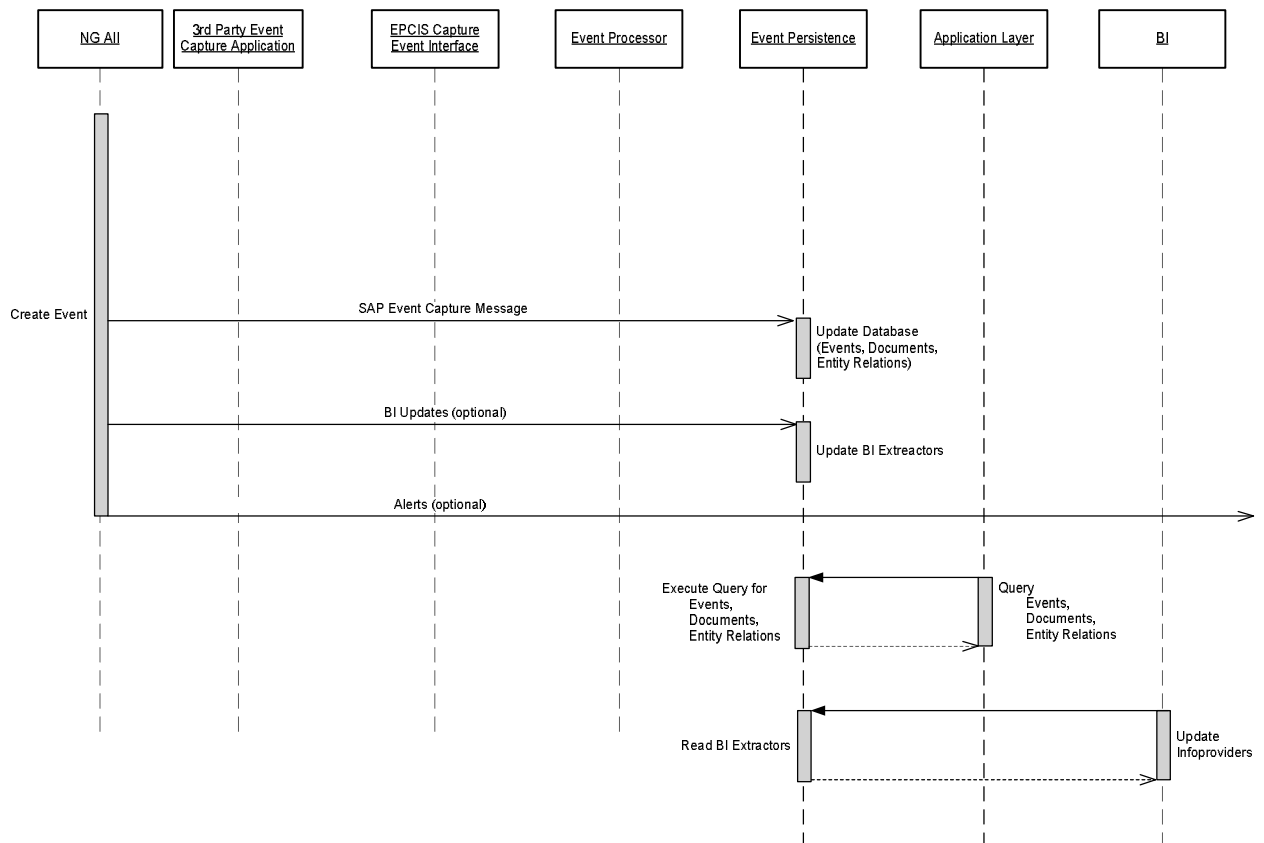 NG AII
3rd Party Event
Capture Application
EPCIS Capture
Event Interface
Event Processor
Event Persistence
Application Layer
BI
Create Event
SAP Event Capture Message
Update Database
(Events, Documents,
Entity Relations)
BI Updates (optional)
Update BI Extreactors
Alerts (optional)
Execute Query for
Events,
Documents,
Entity Relations
Query
Events,
Documents,
Entity Relations
Read BI Extractors
Update
Infoproviders